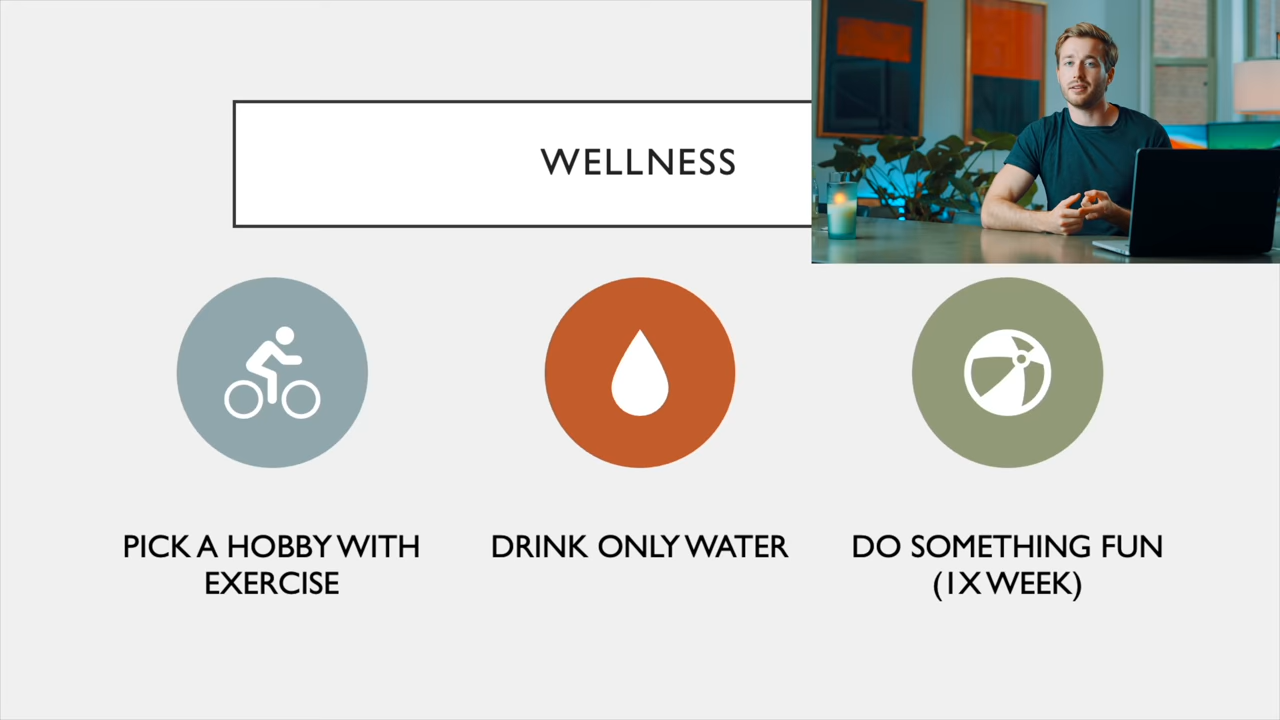 WELLNESS
PICK A HOBBY WITH
EXERCISE
DRINK ONLY WATER
DO SOMETHING FUN
(1X WEEK)